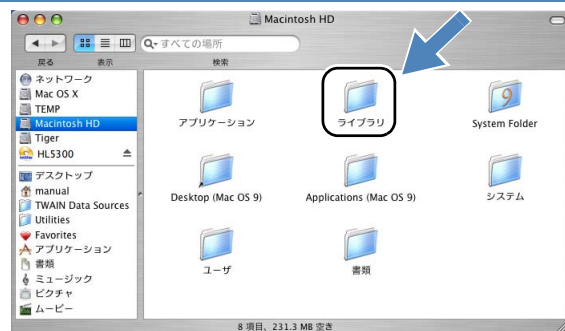 Macintosh HD
すべての場所
戻る 表示 検索
ネットワーク
Mac OS X
TEMP
Macintosh HD
Tiger
HL5300
デスクトップ
manual
TWAIN Data Sources
Utilities
Favorites
アプリケーション
書類
ミュージック
ピクチャ
ムービー
アプリケーション
ライブラリ
9
System Folder
Desktop (Mac OS 9)
Applications (Mac OS 9)
システム
ユーザ
書類
8 項目、231.3 MB 空き